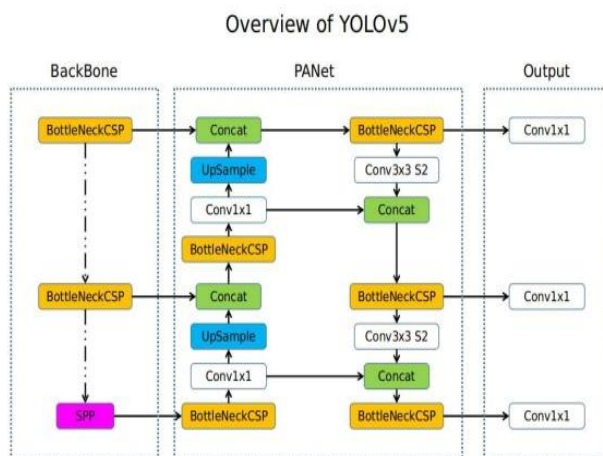 Overview of YOLOv5
BackBone
PANet
Output
BottleNeckCSP
Concat
BottleNeckCSP
Conv1x1
UpSample
Conv3x3 S2
Conv1x1
Concat
BottleNeckCSP
BottleNeckCSP
Concat
BottleNeckCSP
Conv1x1
UpSample
Conv3x3 S2
Conv1x1
Concat
SPP
BottleNeckCSP
BottleNeckCSP
Conv1x1